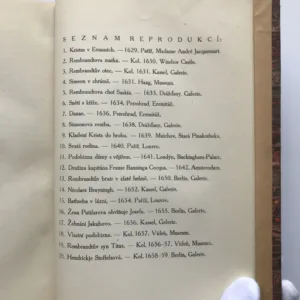 SEZNAM REPRODUKCÍ:
1. Kristus v Emauzích. — 1629. Paříž, Madame André Jacquemart.
2. Rembrandtova matka. — Kol. 1630. Windsor Castle.
3. Rembrandtův otec. — Kol. 1631. Kassel, Galerie.
4. Simeon v chrámě. — 1631. Haag, Museum.
5. Rembrandtova choť Saskia. — 1633. Drážďany, Galerie.
6. Snětí s kříže. — 1634. Petrohrad, Ermitáž.
7. Danae. — 1636. Petrohrad, Ermitáž.
8. Simsonova svatba. — 1638. Drážďany, Galerie.
9. Kladení Krista do hrobu. — 1639. Mnichov, Stará Pinakotheka.
10. Svatá rodina. — 1640. Paříž, Louvre.
11. Podobizna dámy s vějířem. — 1641. Londýn, Buckingham-Palace.
12. Družina kapitána Franse Banninga Cocqua. — 1642. Amsterodam.
13. Rembrandtův bratr v zlaté helmě. — 1650. Berlín, Galerie.
14. Nicolaes Bruyningh. — 1652. Kassel, Galerie.
15. Bathseba v lázni. — 1654. Paříž, Louvre.
16. Žena Putifarova obviňuje Josefa. — 1655. Berlín, Galerie.
17. Žehnání Jakubovo. — 1656. Kassel, Galerie.
18. Vlastní podobizna. — Kol. 1657. Vídeň, Museum.
19. Rembrandtův syn Titus. — Kol. 1656–57. Vídeň, Museum.
20. Hendrickje Stoffelsová. — Kol. 1658–59. Berlín, Galerie.